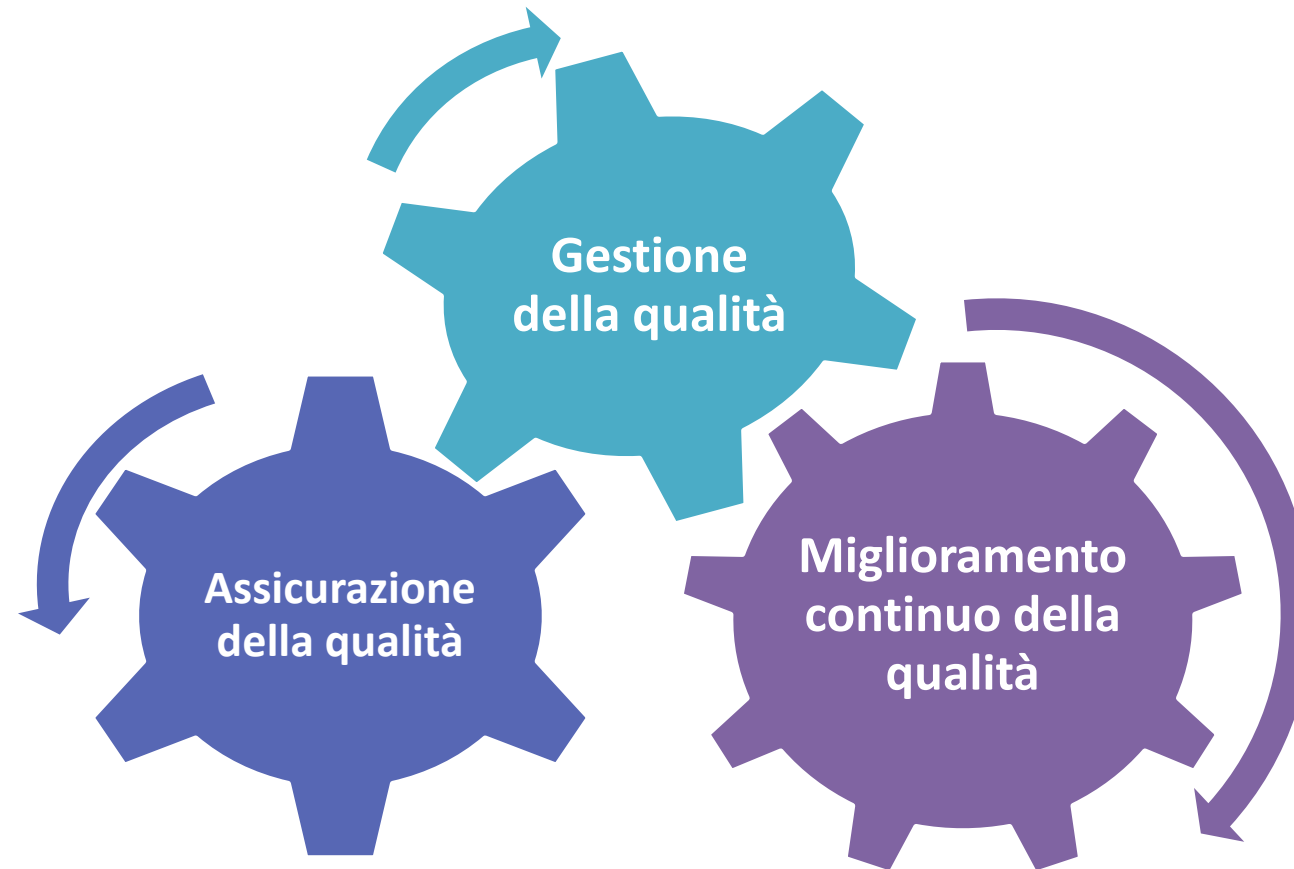 Gestione
della qualità
Assicurazione
della qualità
Miglioramento
continuo della
qualità